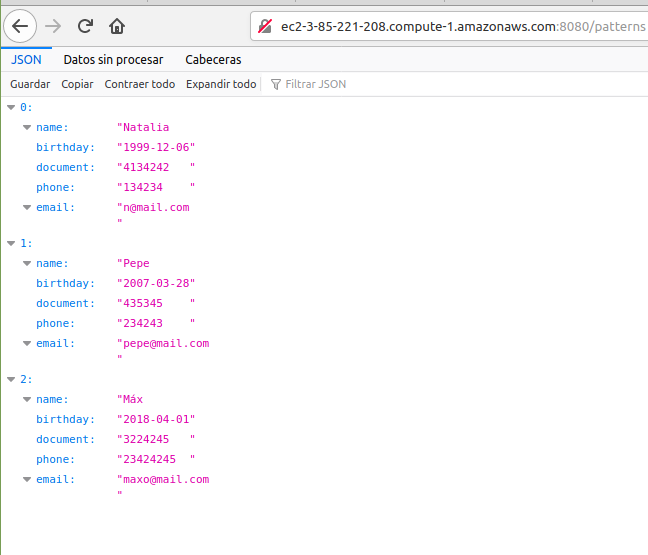 ec2-3-85-221-208.compute-1.amazonaws.com:8080/patterns
JSON Datos sin procesar Cabeceras
Guardar Copiar Contraer todo Expandir todo Filtrar JSON
0:
name: "Natalia
birthday: "1999-12-06"
document: "4134242   "
phone: "134234    "
email: "n@mail.com
"
1:
name: "Pepe
birthday: "2007-03-28"
document: "435345    "
phone: "234243    "
email: "pepe@mail.com
"
2:
name: "Máx
birthday: "2018-04-01"
document: "3224245   "
phone: "23424245  "
email: "maxo@mail.com
"